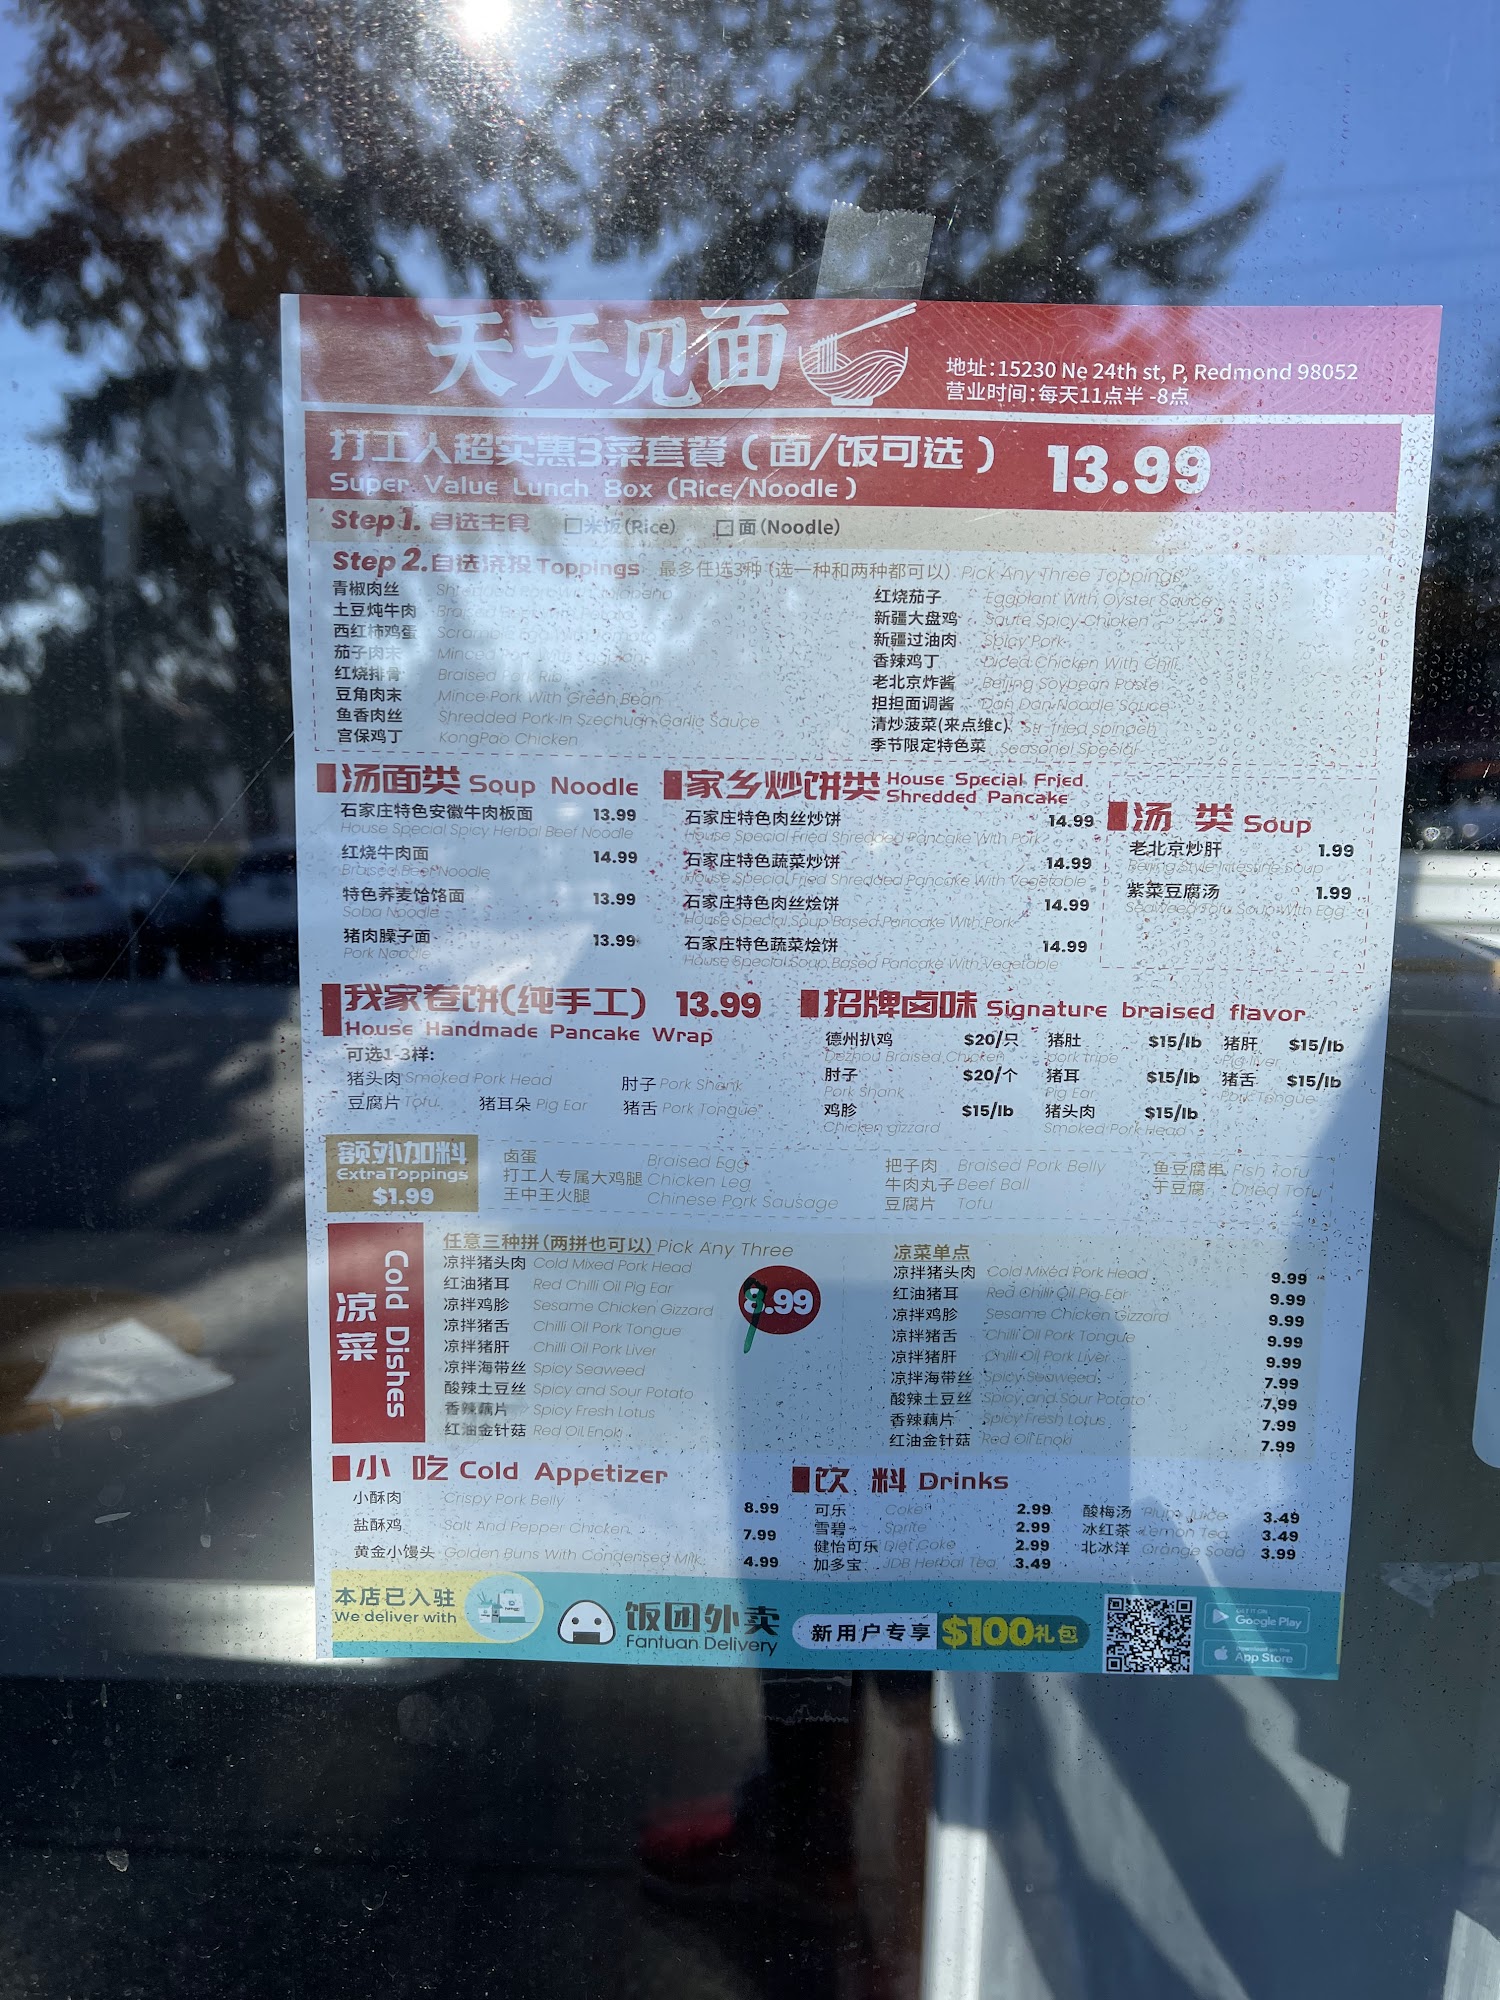 天天见面
地址:15230 Ne 24th st, P, Redmond 98052
营业时间:每天11点半 -8点
打工人超实惠3菜套餐(面/饭可选) 13.99
Super Value Lunch Box (Rice/Noodle)
Step 1. 自选主食 米饭(Rice) 面(Noodle)
Step 2. 自选浇投 Toppings 最多任选3种 (选一种和两种都可以) Pick Any Three Toppings
青椒肉丝
土豆炖牛肉
西红柿鸡蛋
茄子肉末
红烧排骨 Braised Pork Rib
豆角肉末 Mince Pork With Green Bean
鱼香肉丝 Shredded Pork In Szechuan Garlic Sauce
宫保鸡丁 KongPao Chicken
红烧茄子 Eggplant With Oyster Sauce
新疆大盘鸡 Saute Spicy Chicken
新疆过油肉 Spicy Pork
香辣鸡丁 Diced Chicken With Chili
老北京炸酱 Beijing Soybean Paste
担担面调酱 Dan Dan Noodle Sauce
清炒菠菜(来点维c) Stir fried spinach
季节限定特色菜 Seasonal Special
汤面类 Soup Noodle
石家庄特色安徽牛肉板面 13.99
House Special Spicy Herbal Beef Noodle
红烧牛肉面 14.99
Braised Beef Noodle
特色荞麦饸饹面 13.99
Soba Noodle
猪肉臊子面 13.99
Pork Noodle
家乡炒饼类 House Special Fried Shredded Pancake
石家庄特色肉丝炒饼 14.99
House Special Fried Shredded Pancake With Pork
石家庄特色蔬菜炒饼 14.99
House Special Fried Shredded Pancake With Vegetable
石家庄特色肉丝烩饼 14.99
House Special Soup Based Pancake With Pork
石家庄特色蔬菜烩饼 14.99
House Special Soup Based Pancake With Vegetable
汤 类 Soup
老北京炒肝 1.99
Beijing Style Intestine Soup
紫菜豆腐汤 1.99
Seaweed Tofu Soup With Egg
我家卷饼(纯手工) 13.99
House Handmade Pancake Wrap
可选1-3样:
猪头肉 Smoked Pork Head 肘子 Pork Shank
豆腐片 Tofu 猪耳朵 Pig Ear 猪舌 Pork Tongue
招牌卤味 Signature braised flavor
德州扒鸡 $20/只 猪肚 $15/lb 猪肝 $15/lb
Dezhou Braised Chicken pork tripe Pig liver
肘子 $20/个 猪耳 $15/lb 猪舌 $15/lb
Pork Shank Pig Ear Pork Tongue
鸡胗 $15/lb 猪头肉 $15/lb
Chicken gizzard Smoked Pork Head
额外加料
ExtraToppings
$1.99
卤蛋 Braised Egg
打工人专属大鸡腿 Chicken Leg
王中王火腿 Chinese Pork Sausage
把子肉 Braised Pork Belly
牛肉丸子 Beef Ball
豆腐片 Tofu
鱼豆腐串 Fish Tofu
干豆腐 Dried Tofu
凉菜 Cold Dishes
任意三种拼(两拼也可以) Pick Any Three
.99
凉拌猪头肉 Cold Mixed Pork Head
红油猪耳 Red Chilli Oil Pig Ear
凉拌鸡胗 Sesame Chicken Gizzard
凉拌猪舌 Chilli Oil Pork Tongue
凉拌猪肝 Chilli Oil Pork Liver
凉拌海带丝 Spicy Seaweed
酸辣土豆丝 Spicy and Sour Potato
香辣藕片 Spicy Fresh Lotus
红油金针菇 Red Oil Enoki
凉菜单点
凉拌猪头肉 Cold Mixed Pork Head 9.99
红油猪耳 Red Chilli Oil Pig Ear 9.99
凉拌鸡胗 Sesame Chicken Gizzard 9.99
凉拌猪舌 Chilli Oil Pork Tongue 9.99
凉拌猪肝 Chilli Oil Pork Liver 9.99
凉拌海带丝 Spicy Seaweed 7.99
酸辣土豆丝 Spicy and Sour Potato 7.99
香辣藕片 Spicy Fresh Lotus 7.99
红油金针菇 Red Oil Enoki 7.99
小 吃 Cold Appetizer
小酥肉 Crispy Pork Belly 8.99
盐酥鸡 Salt And Pepper Chicken 7.99
黄金小馒头 Golden Buns With Condensed Milk 4.99
饮 料 Drinks
可乐 Coke 2.99
雪碧 Sprite 2.99
健怡可乐 Diet Coke 2.99
加多宝 JDB Herbal Tea 3.49
酸梅汤 Plum Juice 3.49
冰红茶 Lemon Tea 3.49
北冰洋 Orange Soda 3.99
本店已入驻
We deliver with
饭团外卖
Fantuan Delivery
新用户专享 $100礼包
GET IT ON
Google Play
Download on the
App Store